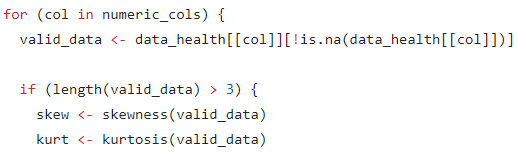 for (col in numeric_cols) {
  valid_data <- data_health[[col]][!is.na(data_health[[col]])]

  if (length(valid_data) > 3) {
    skew <- skewness(valid_data)
    kurt <- kurtosis(valid_data)